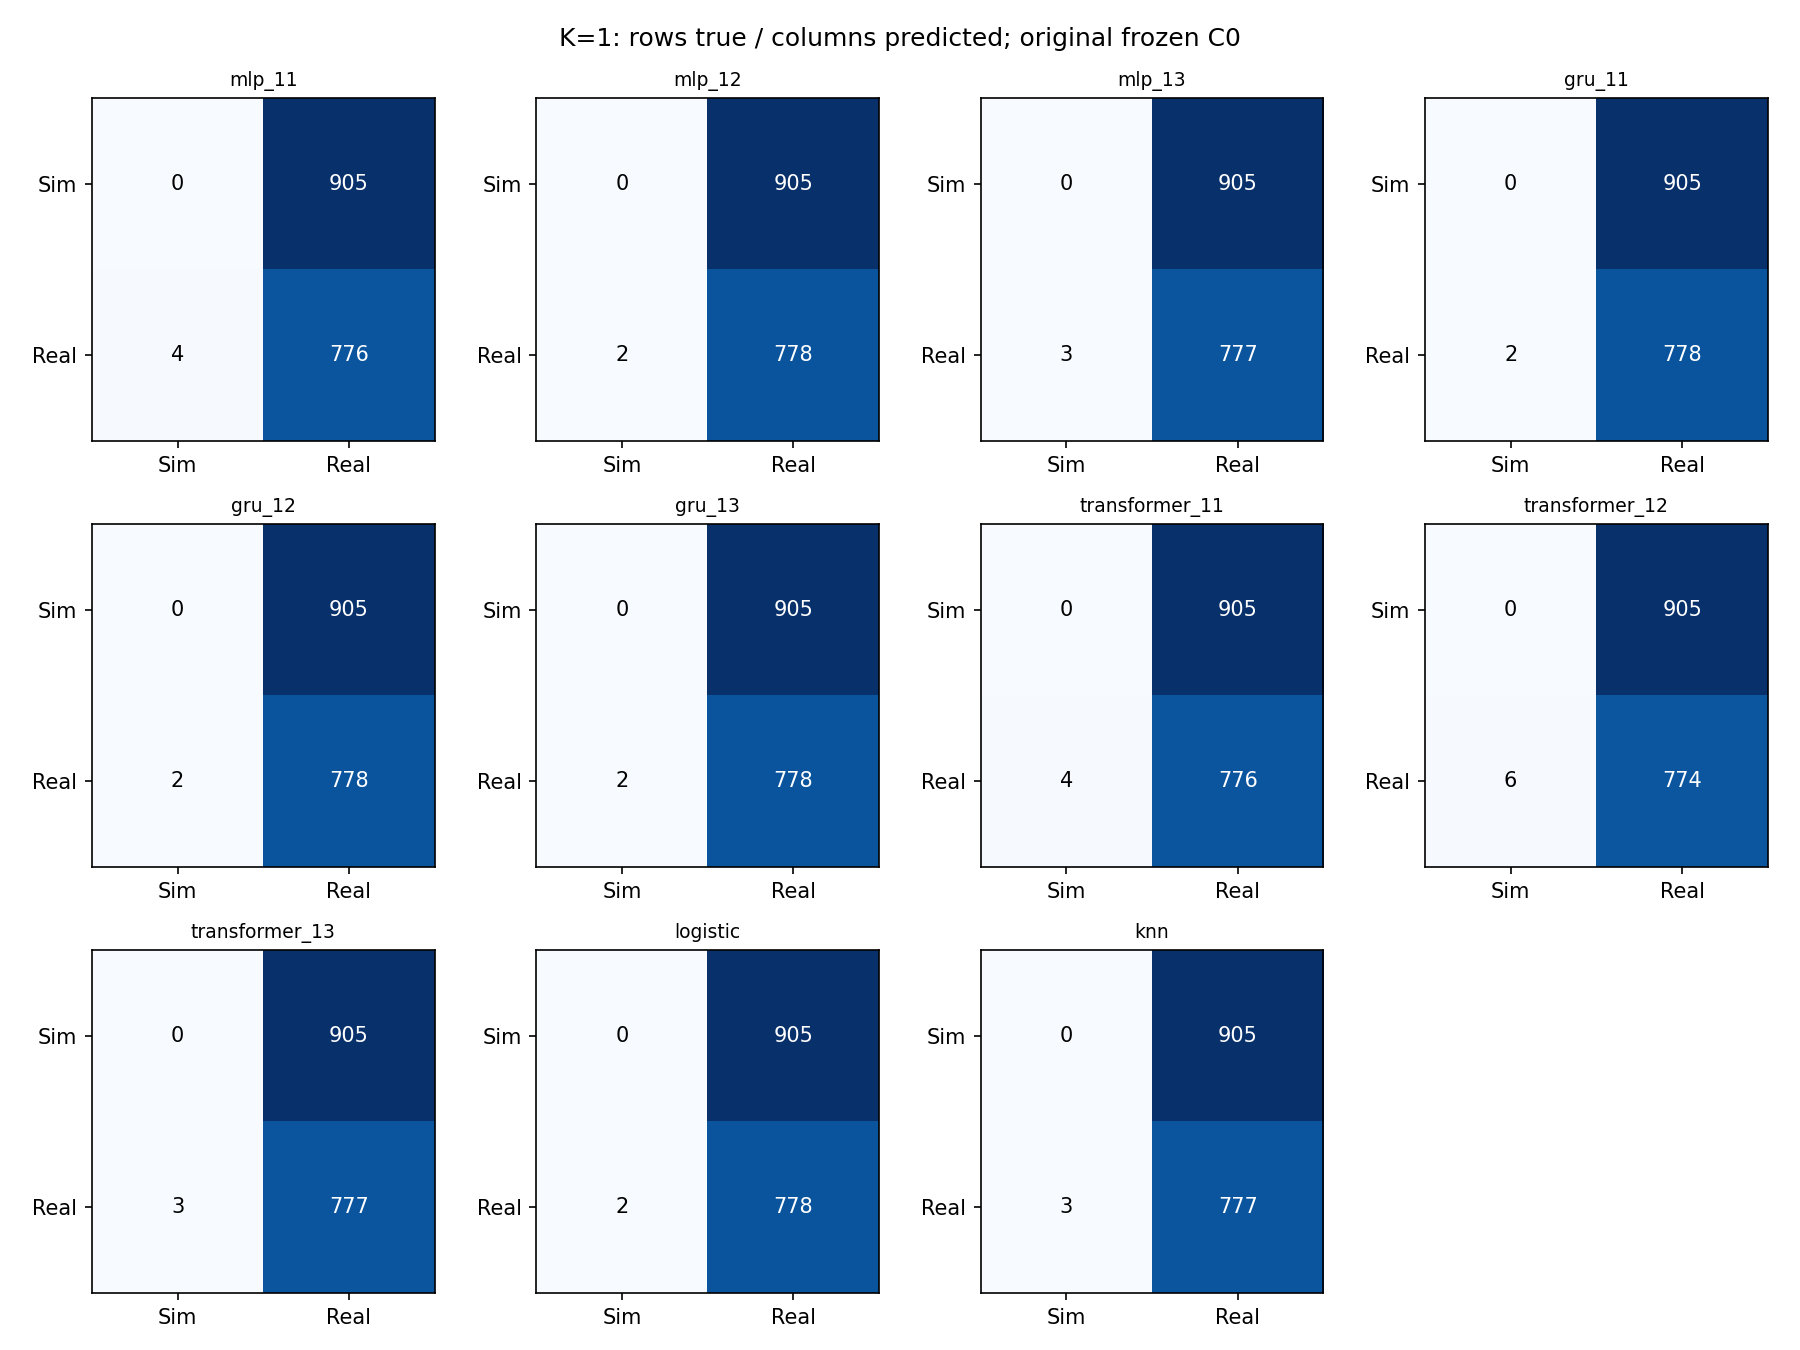 K=1: rows true / columns predicted; original frozen C0
mlp_11 mlp_12 mlp_13 gru_11
Sim 0 905 Sim 0 905 Sim 0 905 Sim 0 905
Real 4 776 Real 2 778 Real 3 777 Real 2 778
Sim Real Sim Real Sim Real Sim Real
gru_12 gru_13 transformer_11 transformer_12
Sim 0 905 Sim 0 905 Sim 0 905 Sim 0 905
Real 2 778 Real 2 778 Real 4 776 Real 6 774
Sim Real Sim Real Sim Real Sim Real
transformer_13 logistic knn
Sim 0 905 Sim 0 905 Sim 0 905
Real 3 777 Real 2 778 Real 3 777
Sim Real Sim Real Sim Real